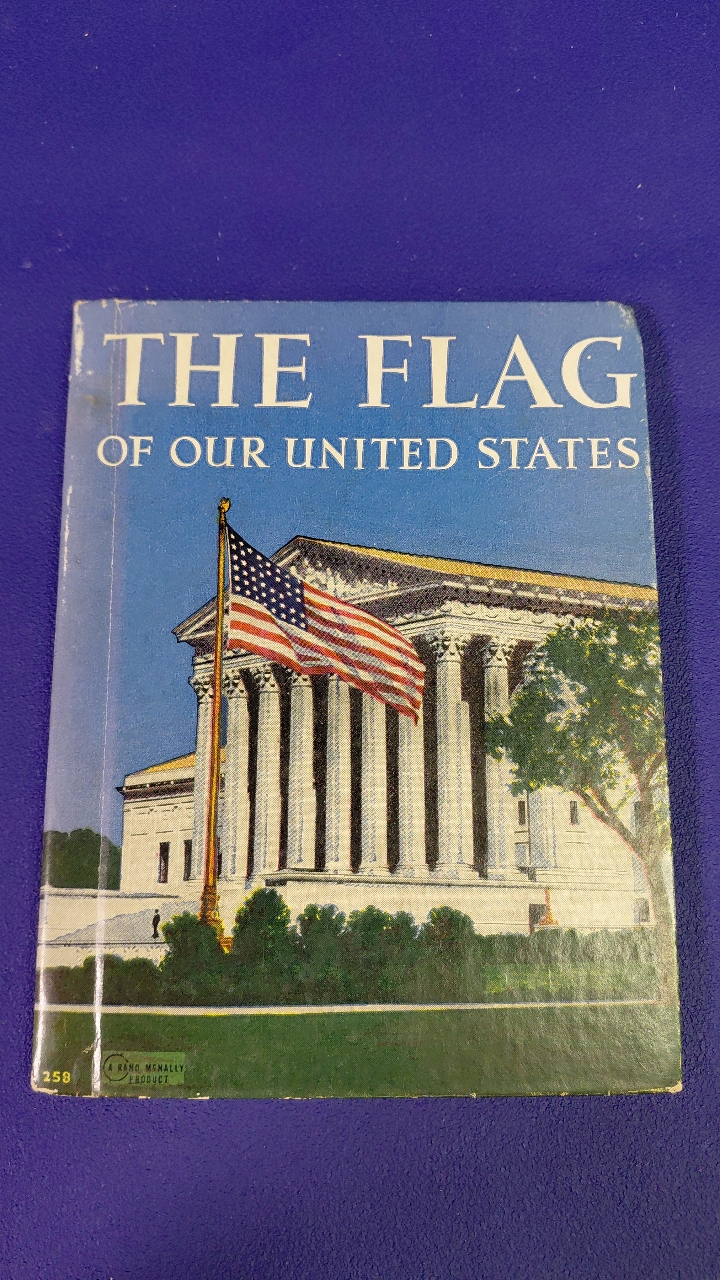 THE FLAG
OF OUR UNITED STATES
258
A RAND MCNALLY
PRODUCT